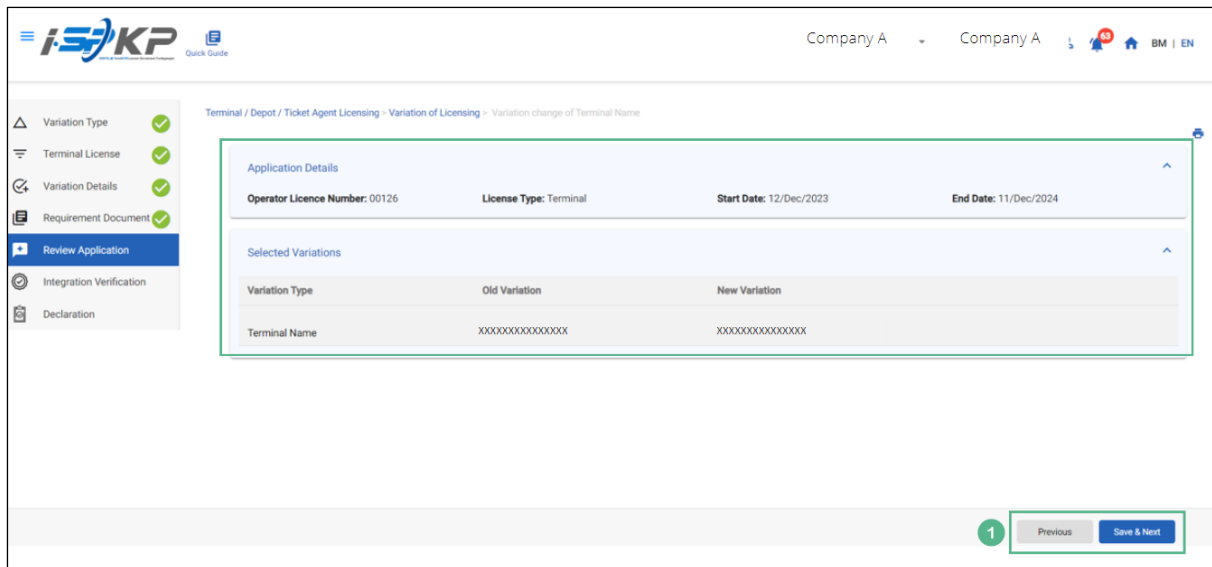 i-SPKP
Quick Guide
Company A
Company A
63
BM | EN
Variation Type
Terminal License
Variation Details
Requirement Document
Review Application
Integration Verification
Declaration
Terminal / Depot / Ticket Agent Licensing > Variation of Licensing > Variation change of Terminal Name
Application Details
Operator Licence Number: 00126 License Type: Terminal Start Date: 12/Dec/2023 End Date: 11/Dec/2024
Selected Variations
Variation Type Old Variation New Variation
Terminal Name XXXXXXXXXXXXXXX XXXXXXXXXXXXXXX
1
Previous
Save & Next